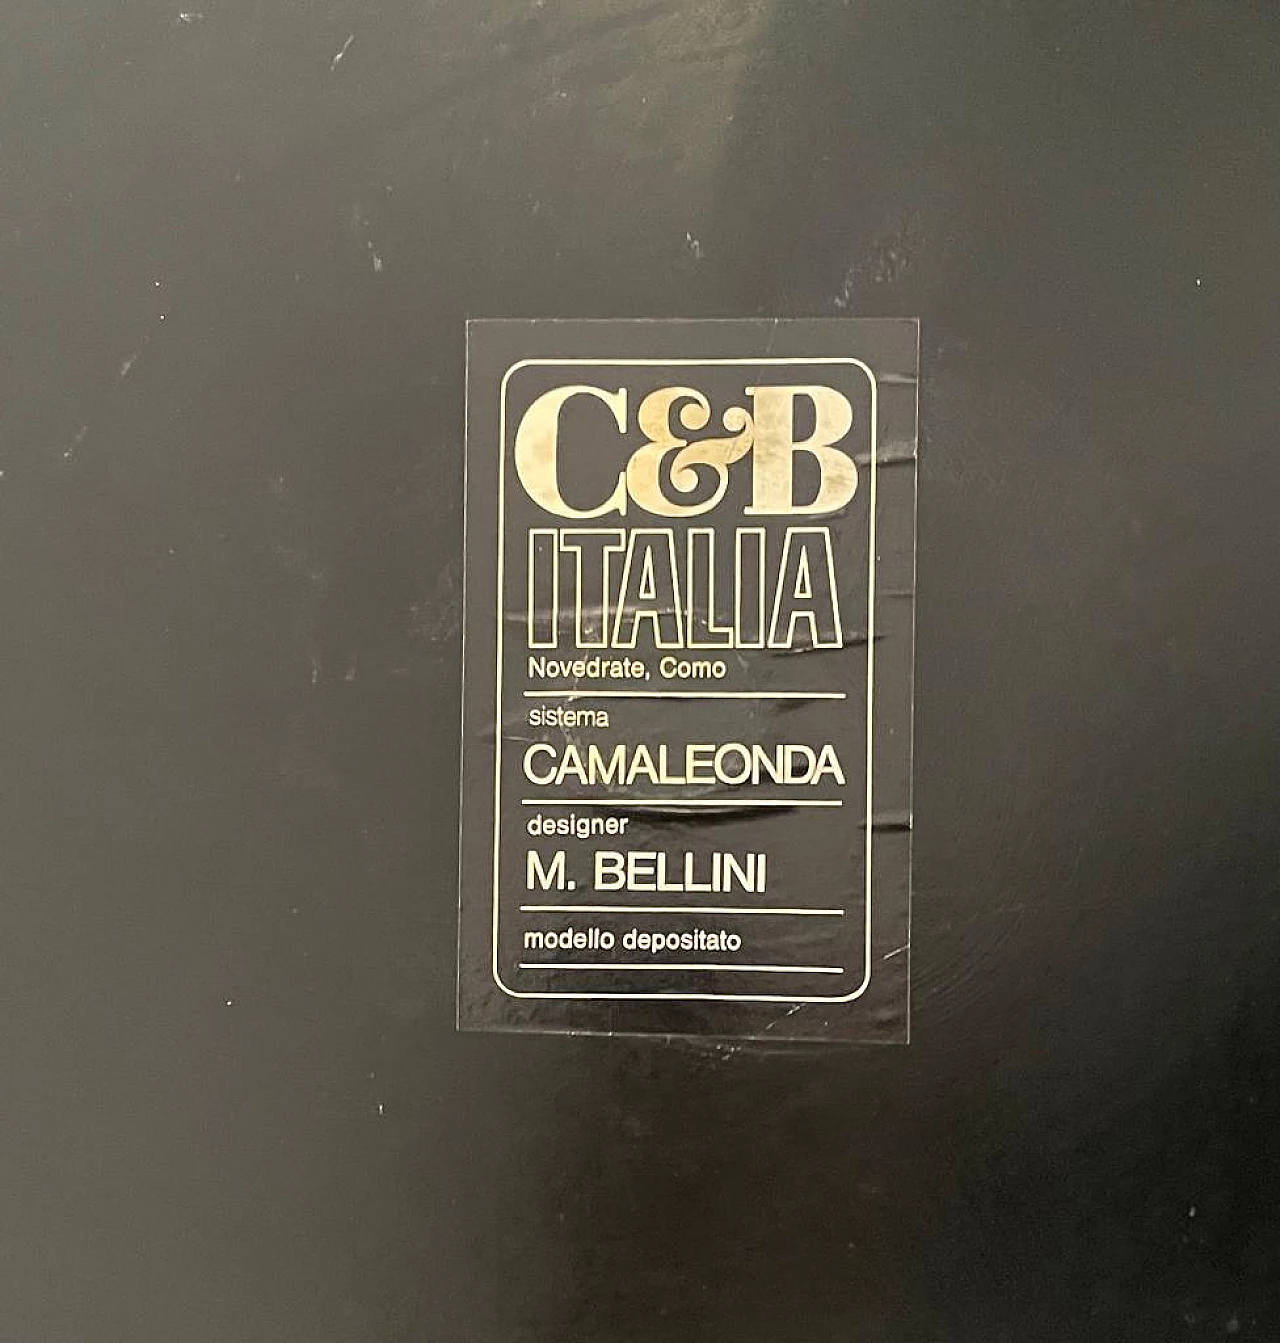 C&B
ITALIA
Novedrate, Como
sistema
CAMALEONDA
designer
M. BELLINI
modello depositato